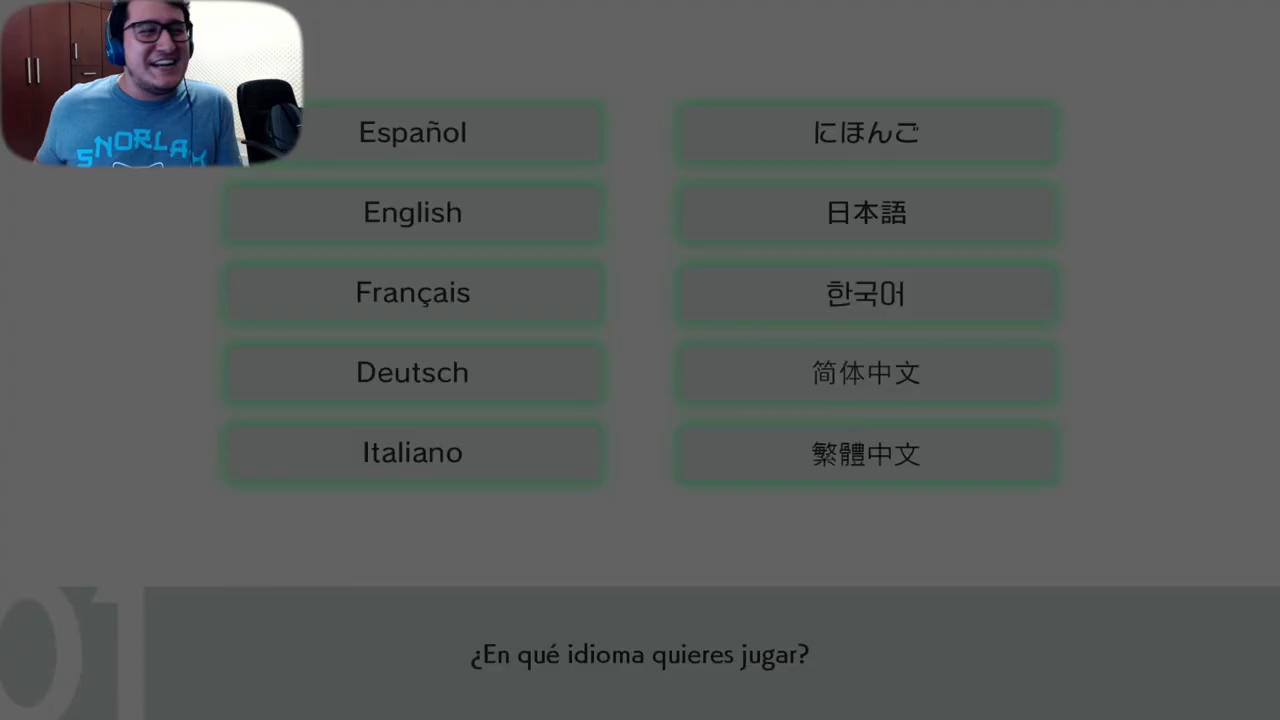 SNORLAX
Español
English
Français
Deutsch
Italiano
にほんご
日本語
한국어
简体中文
繁體中文
01
¿En qué idioma quieres jugar?